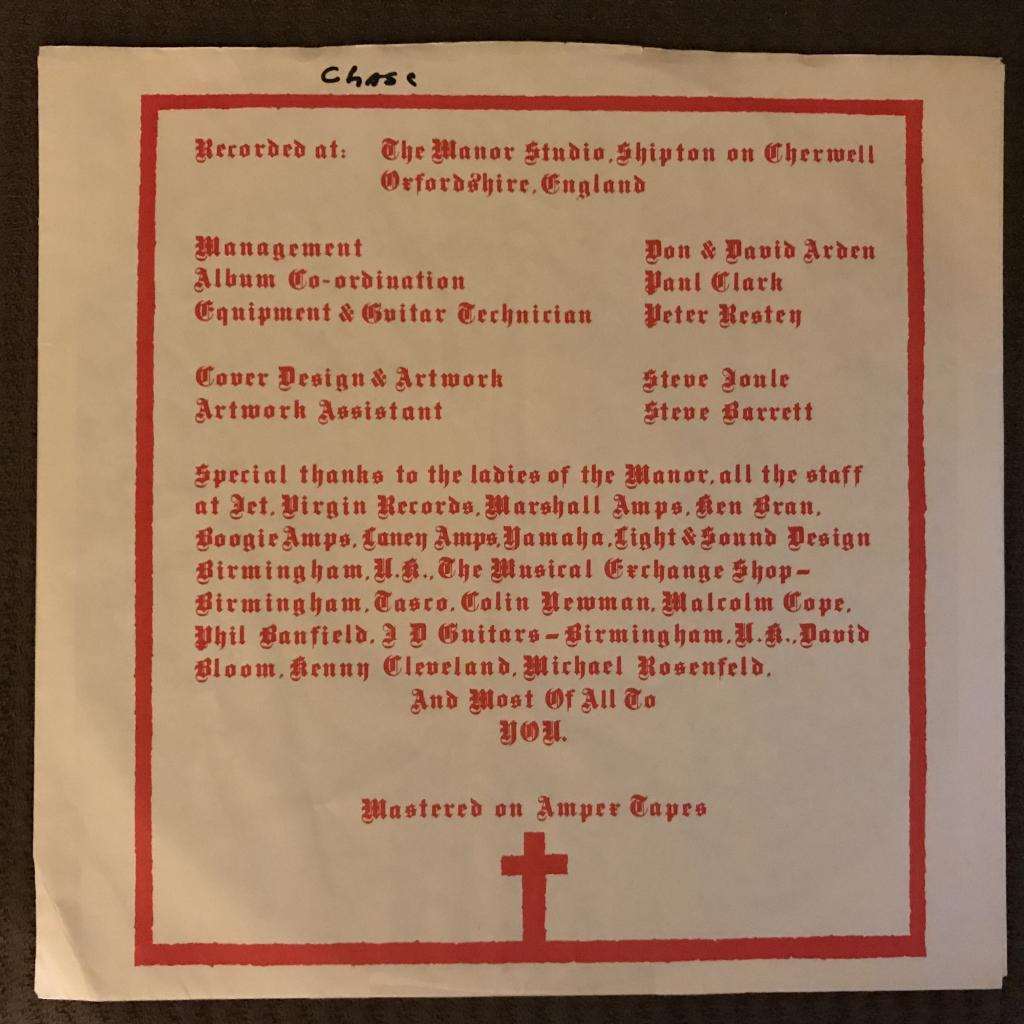 Chase
Recorded at: The Manor Studio, Shipton on Cherwell
Oxfordshire, England
Management Don & David Arden
Album Co-ordination Paul Clark
Equipment & Guitar Technician Peter Restey
Cover Design & Artwork Steve Joule
Artwork Assistant Steve Barrett
Special thanks to the ladies of the Manor, all the staff
at Jet, Virgin Records, Marshall Amps, Ken Bran,
Boogie Amps, Laney Amps, Yamaha, Light & Sound Design
Birmingham, U.K., The Musical Exchange Shop-
Birmingham, Tasco, Colin Newman, Malcolm Cope,
Phil Banfield, J D Guitars-Birmingham, U.K., David
Bloom, Kenny Cleveland, Michael Rosenfeld,
And Most Of All To
YOU.
Mastered on Ampex Tapes